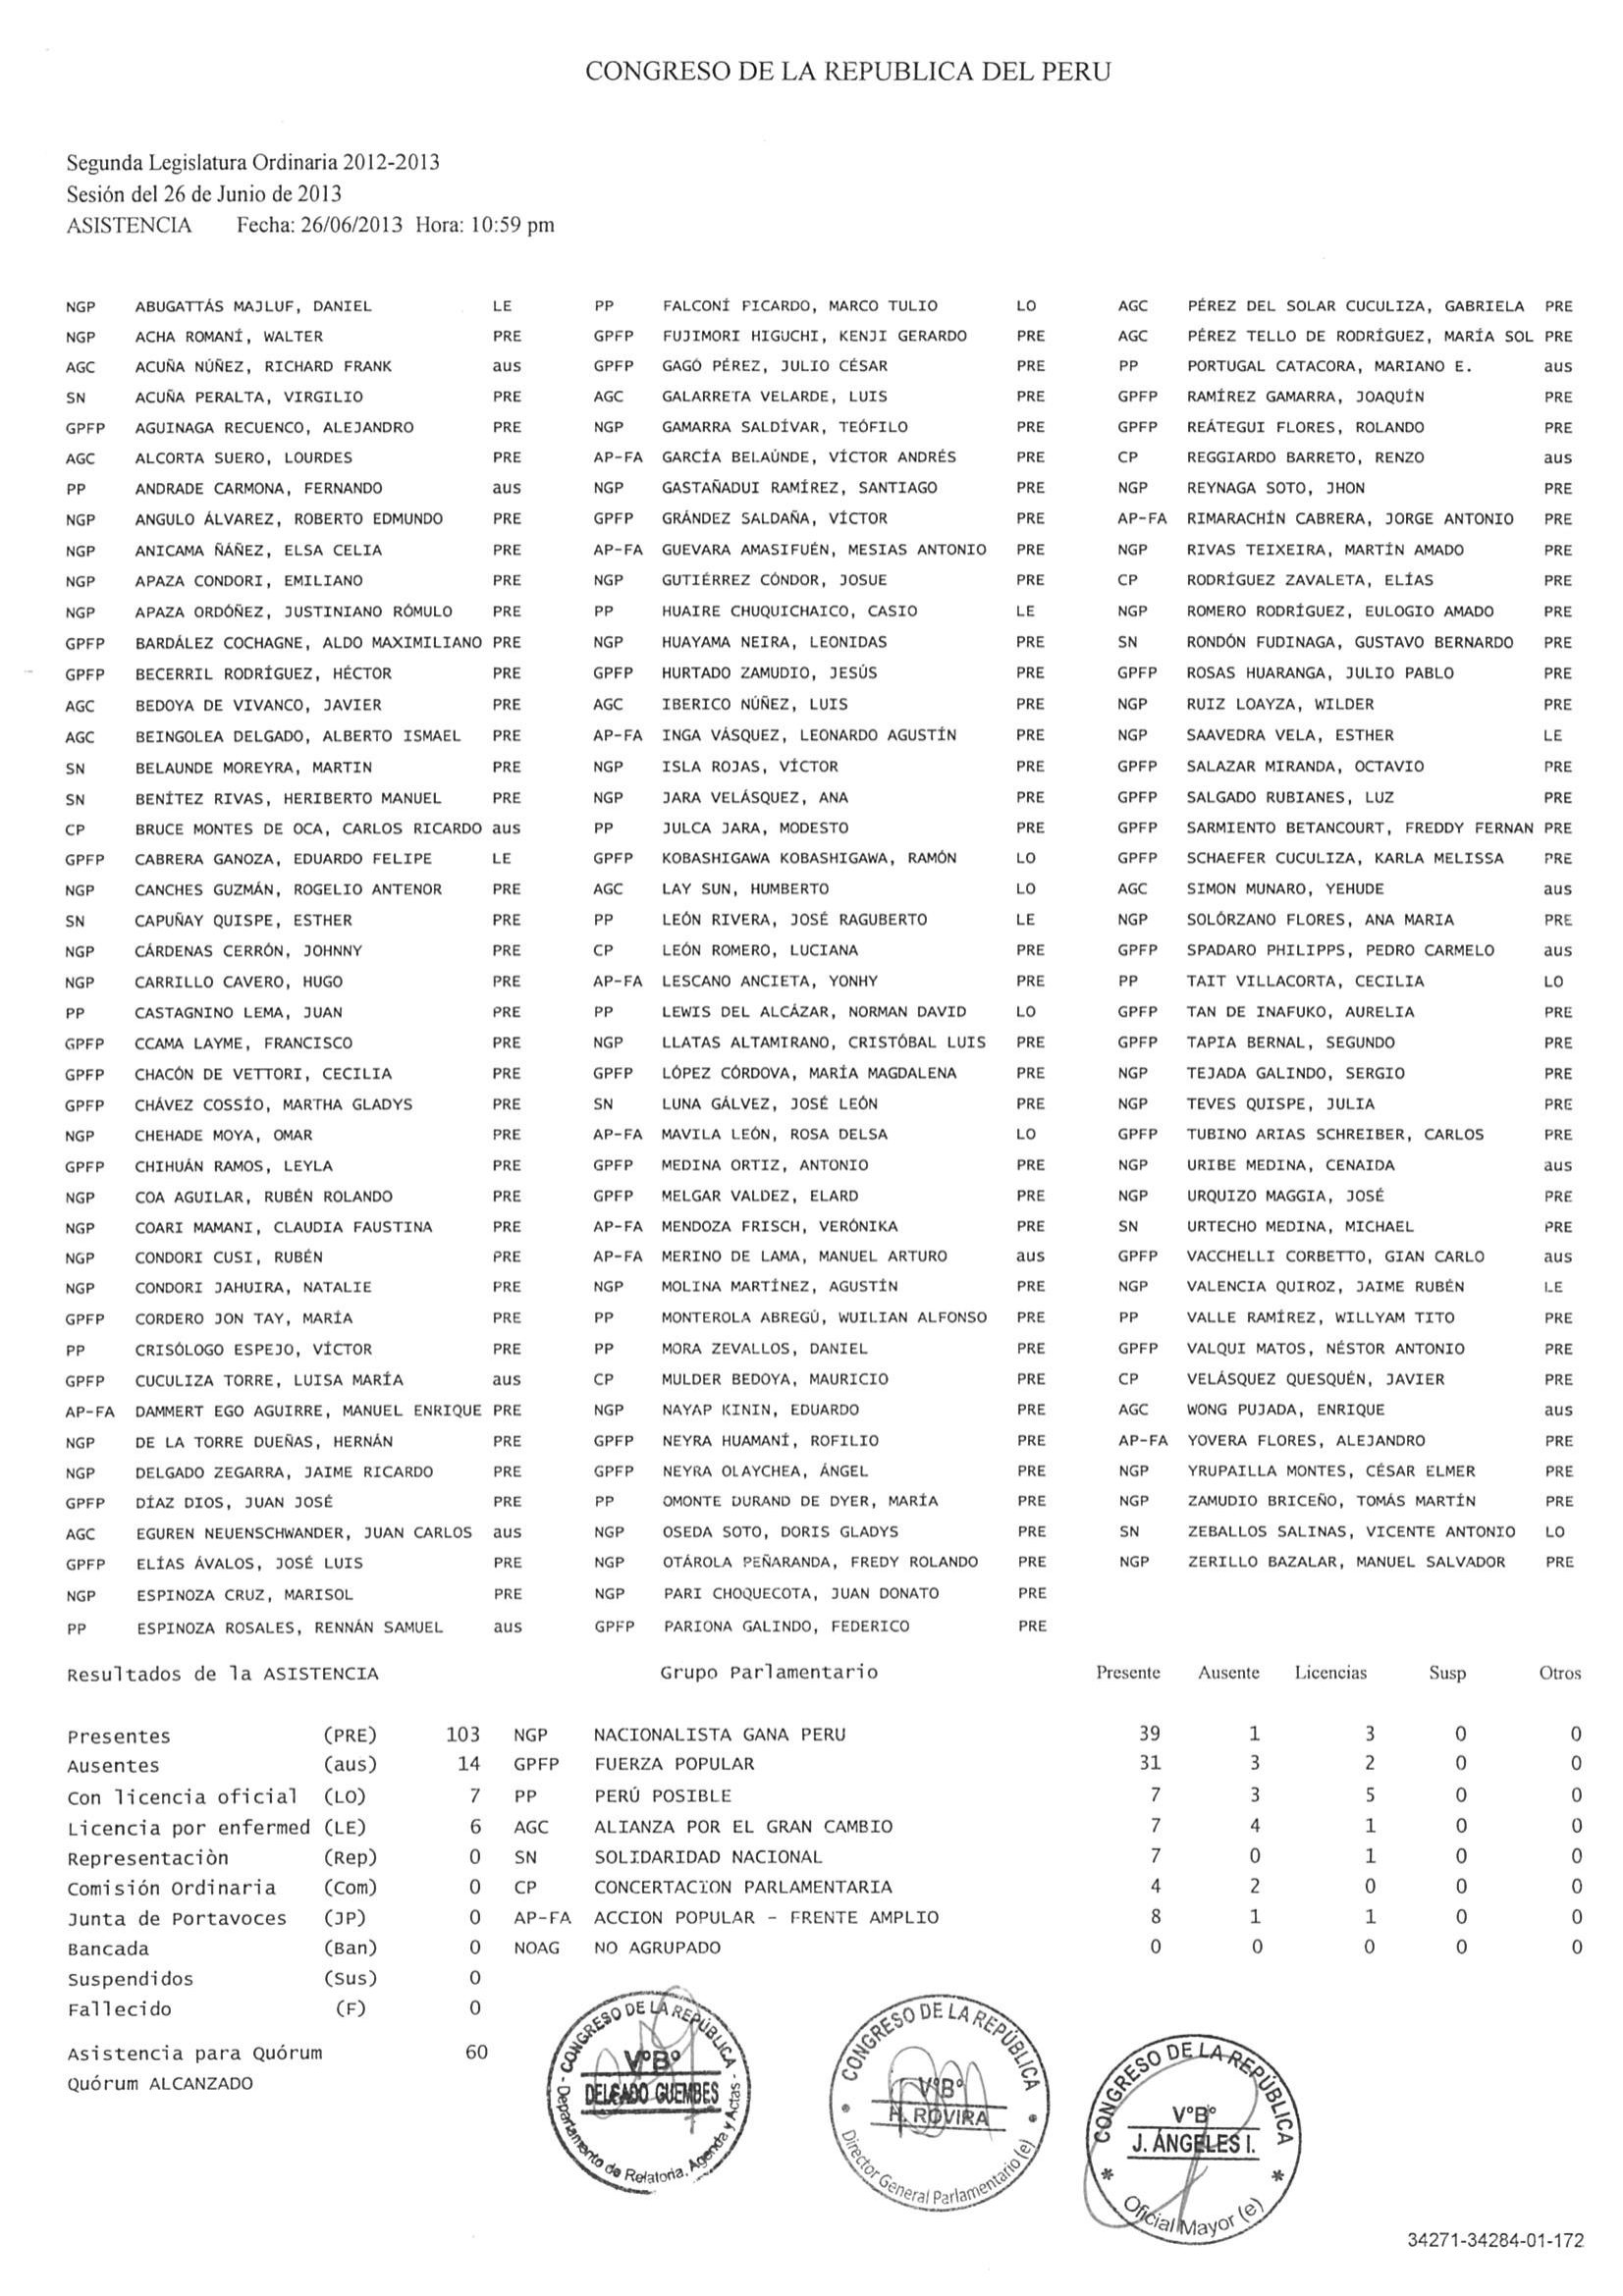 CONGRESO DE LA REPUBLICA DEL PERU
Segunda Legislatura Ordinaria 2012-2013
Sesión del 26 de Junio de 2013
ASISTENCIA Fecha: 26/06/2013 Hora: 10:59 pm
NGP ABUGATTÁS MAJLUF, DANIEL LE PP FALCONÍ PICARDO, MARCO TULIO LO AGC PÉREZ DEL SOLAR CUCULIZA, GABRIELA PRE
NGP ACHA ROMANÍ, WALTER PRE GPFP FUJIMORI HIGUCHI, KENJI GERARDO PRE AGC PÉREZ TELLO DE RODRÍGUEZ, MARÍA SOL PRE
AGC ACUÑA NÚÑEZ, RICHARD FRANK aus GPFP GAGÓ PÉREZ, JULIO CÉSAR PRE PP PORTUGAL CATACORA, MARIANO E. aus
SN ACUÑA PERALTA, VIRGILIO PRE AGC GALARRETA VELARDE, LUIS PRE GPFP RAMÍREZ GAMARRA, JOAQUÍN PRE
GPFP AGUINAGA RECUENCO, ALEJANDRO PRE NGP GAMARRA SALDÍVAR, TEÓFILO PRE GPFP REÁTEGUI FLORES, ROLANDO PRE
AGC ALCORTA SUERO, LOURDES PRE AP-FA GARCÍA BELAÚNDE, VÍCTOR ANDRÉS PRE CP REGGIARDO BARRETO, RENZO aus
PP ANDRADE CARMONA, FERNANDO aus NGP GASTAÑADUI RAMÍREZ, SANTIAGO PRE NGP REYNAGA SOTO, JHON PRE
NGP ANGULO ÁLVAREZ, ROBERTO EDMUNDO PRE GPFP GRÁNDEZ SALDAÑA, VÍCTOR PRE AP-FA RIMARACHÍN CABRERA, JORGE ANTONIO PRE
NGP ANICAMA ÑÁÑEZ, ELSA CELIA PRE AP-FA GUEVARA AMASIFUÉN, MESIAS ANTONIO PRE NGP RIVAS TEIXEIRA, MARTÍN AMADO PRE
NGP APAZA CONDORI, EMILIANO PRE NGP GUTIÉRREZ CÓNDOR, JOSUE PRE CP RODRÍGUEZ ZAVALETA, ELÍAS PRE
NGP APAZA ORDÓÑEZ, JUSTINIANO RÓMULO PRE PP HUAIRE CHUQUICHAICO, CASIO LE NGP ROMERO RODRÍGUEZ, EULOGIO AMADO PRE
GPFP BARDÁLEZ COCHAGNE, ALDO MAXIMILIANO PRE NGP HUAYAMA NEIRA, LEONIDAS PRE SN RONDÓN FUDINAGA, GUSTAVO BERNARDO PRE
GPFP BECERRIL RODRÍGUEZ, HÉCTOR PRE GPFP HURTADO ZAMUDIO, JESÚS PRE GPFP ROSAS HUARANGA, JULIO PABLO PRE
AGC BEDOYA DE VIVANCO, JAVIER PRE AGC IBERICO NÚÑEZ, LUIS PRE NGP RUIZ LOAYZA, WILDER PRE
AGC BEINGOLEA DELGADO, ALBERTO ISMAEL PRE AP-FA INGA VÁSQUEZ, LEONARDO AGUSTÍN PRE NGP SAAVEDRA VELA, ESTHER LE
SN BELAUNDE MOREYRA, MARTIN PRE NGP ISLA ROJAS, VÍCTOR PRE GPFP SALAZAR MIRANDA, OCTAVIO PRE
SN BENÍTEZ RIVAS, HERIBERTO MANUEL PRE NGP JARA VELÁSQUEZ, ANA PRE GPFP SALGADO RUBIANES, LUZ PRE
CP BRUCE MONTES DE OCA, CARLOS RICARDO aus PP JULCA JARA, MODESTO PRE GPFP SARMIENTO BETANCOURT, FREDDY FERNAN PRE
GPFP CABRERA GANOZA, EDUARDO FELIPE LE GPFP KOBASHIGAWA KOBASHIGAWA, RAMÓN LO GPFP SCHAEFER CUCULIZA, KARLA MELISSA PRE
NGP CANCHES GUZMÁN, ROGELIO ANTENOR PRE AGC LAY SUN, HUMBERTO LO AGC SIMON MUNARO, YEHUDE aus
SN CAPUÑAY QUISPE, ESTHER PRE PP LEÓN RIVERA, JOSÉ RAGUBERTO LE NGP SOLÓRZANO FLORES, ANA MARIA PRE
NGP CÁRDENAS CERRÓN, JOHNNY PRE CP LEÓN ROMERO, LUCIANA PRE GPFP SPADARO PHILIPPS, PEDRO CARMELO aus
NGP CARRILLO CAVERO, HUGO PRE AP-FA LESCANO ANCIETA, YONHY PRE PP TAIT VILLACORTA, CECILIA LO
PP CASTAGNINO LEMA, JUAN PRE PP LEWIS DEL ALCÁZAR, NORMAN DAVID LO GPFP TAN DE INAFUKO, AURELIA PRE
GPFP CCAMA LAYME, FRANCISCO PRE NGP LLATAS ALTAMIRANO, CRISTÓBAL LUIS PRE GPFP TAPIA BERNAL, SEGUNDO PRE
GPFP CHACÓN DE VETTORI, CECILIA PRE GPFP LÓPEZ CÓRDOVA, MARÍA MAGDALENA PRE NGP TEJADA GALINDO, SERGIO PRE
GPFP CHÁVEZ COSSÍO, MARTHA GLADYS PRE SN LUNA GÁLVEZ, JOSÉ LEÓN PRE NGP TEVES QUISPE, JULIA PRE
NGP CHEHADE MOYA, OMAR PRE AP-FA MAVILA LEÓN, ROSA DELSA LO GPFP TUBINO ARIAS SCHREIBER, CARLOS PRE
GPFP CHIHUÁN RAMOS, LEYLA PRE GPFP MEDINA ORTIZ, ANTONIO PRE NGP URIBE MEDINA, CENAIDA aus
NGP COA AGUILAR, RUBÉN ROLANDO PRE GPFP MELGAR VALDEZ, ELARD PRE NGP URQUIZO MAGGIA, JOSÉ PRE
NGP COARI MAMANI, CLAUDIA FAUSTINA PRE AP-FA MENDOZA FRISCH, VERÓNIKA PRE SN URTECHO MEDINA, MICHAEL PRE
NGP CONDORI CUSI, RUBÉN PRE AP-FA MERINO DE LAMA, MANUEL ARTURO aus GPFP VACCHELLI CORBETTO, GIAN CARLO aus
NGP CONDORI JAHUIRA, NATALIE PRE NGP MOLINA MARTÍNEZ, AGUSTÍN PRE NGP VALENCIA QUIROZ, JAIME RUBÉN LE
GPFP CORDERO JON TAY, MARÍA PRE PP MONTEROLA ABREGÚ, WUILIAN ALFONSO PRE PP VALLE RAMÍREZ, WILLYAM TITO PRE
PP CRISÓLOGO ESPEJO, VÍCTOR PRE PP MORA ZEVALLOS, DANIEL PRE GPFP VALQUI MATOS, NÉSTOR ANTONIO PRE
GPFP CUCULIZA TORRE, LUISA MARÍA aus CP MULDER BEDOYA, MAURICIO PRE CP VELÁSQUEZ QUESQUÉN, JAVIER PRE
AP-FA DAMMERT EGO AGUIRRE, MANUEL ENRIQUE PRE NGP NAYAP KININ, EDUARDO PRE AGC WONG PUJADA, ENRIQUE aus
NGP DE LA TORRE DUEÑAS, HERNÁN PRE GPFP NEYRA HUAMANÍ, ROFILIO PRE AP-FA YOVERA FLORES, ALEJANDRO PRE
NGP DELGADO ZEGARRA, JAIME RICARDO PRE GPFP NEYRA OLAYCHEA, ÁNGEL PRE NGP YRUPAILLA MONTES, CÉSAR ELMER PRE
GPFP DÍAZ DIOS, JUAN JOSÉ PRE PP OMONTE DURAND DE DYER, MARÍA PRE NGP ZAMUDIO BRICEÑO, TOMÁS MARTÍN PRE
AGC EGUREN NEUENSCHWANDER, JUAN CARLOS aus NGP OSEDA SOTO, DORIS GLADYS PRE SN ZEBALLOS SALINAS, VICENTE ANTONIO LO
GPFP ELÍAS ÁVALOS, JOSÉ LUIS PRE NGP OTÁROLA PEÑARANDA, FREDY ROLANDO PRE NGP ZERILLO BAZALAR, MANUEL SALVADOR PRE
NGP ESPINOZA CRUZ, MARISOL PRE NGP PARI CHOQUECOTA, JUAN DONATO PRE
PP ESPINOZA ROSALES, RENNÁN SAMUEL aus GPFP PARIONA GALINDO, FEDERICO PRE
Resultados de la ASISTENCIA Grupo Parlamentario Presente Ausente Licencias Susp Otros
Presentes (PRE) 103 NGP NACIONALISTA GANA PERU 39 1 3 0 0
Ausentes (aus) 14 GPFP FUERZA POPULAR 31 3 2 0 0
Con licencia oficial (LO) 7 PP PERÚ POSIBLE 7 3 5 0 0
Licencia por enfermed (LE) 6 AGC ALIANZA POR EL GRAN CAMBIO 7 4 1 0 0
Representaciòn (Rep) 0 SN SOLIDARIDAD NACIONAL 7 0 1 0 0
Comisión Ordinaria (Com) 0 CP CONCERTACION PARLAMENTARIA 4 2 0 0 0
Junta de Portavoces (JP) 0 AP-FA ACCION POPULAR - FRENTE AMPLIO 8 1 1 0 0
Bancada (Ban) 0 NOAG NO AGRUPADO 0 0 0 0 0
Suspendidos (Sus) 0
Fallecido (F) 0
Asistencia para Quórum 60
Quórum ALCANZADO
- CONGRESO DE LA REPÚBLICA -
V°B°
DELGADO GUEMBES
Departamento de Relatoria, Agenda y Actas
CONGRESO DE LA REPÚBLICA
V°B°
H. ROVIRA
Director General Parlamentario (e)
CONGRESO DE LA REPÚBLICA
V°B°
J. ÁNGELES I.
* Oficial Mayor (e) *
34271-34284-01-172